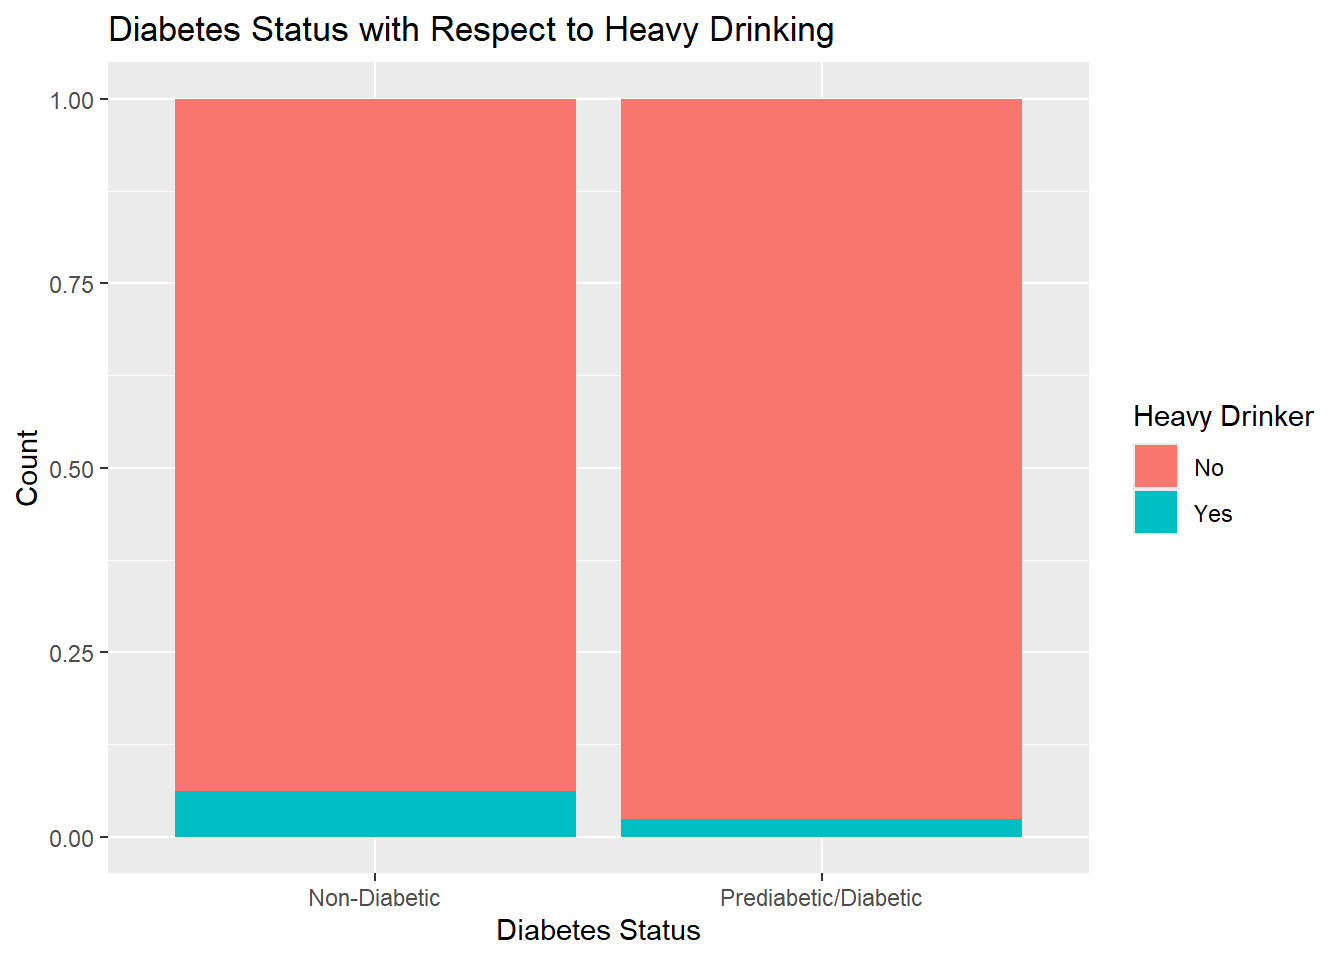 Diabetes Status with Respect to Heavy Drinking
1.00
0.75
0.50
0.25
0.00
Count
Non-Diabetic
Prediabetic/Diabetic
Diabetes Status
Heavy Drinker
No
Yes